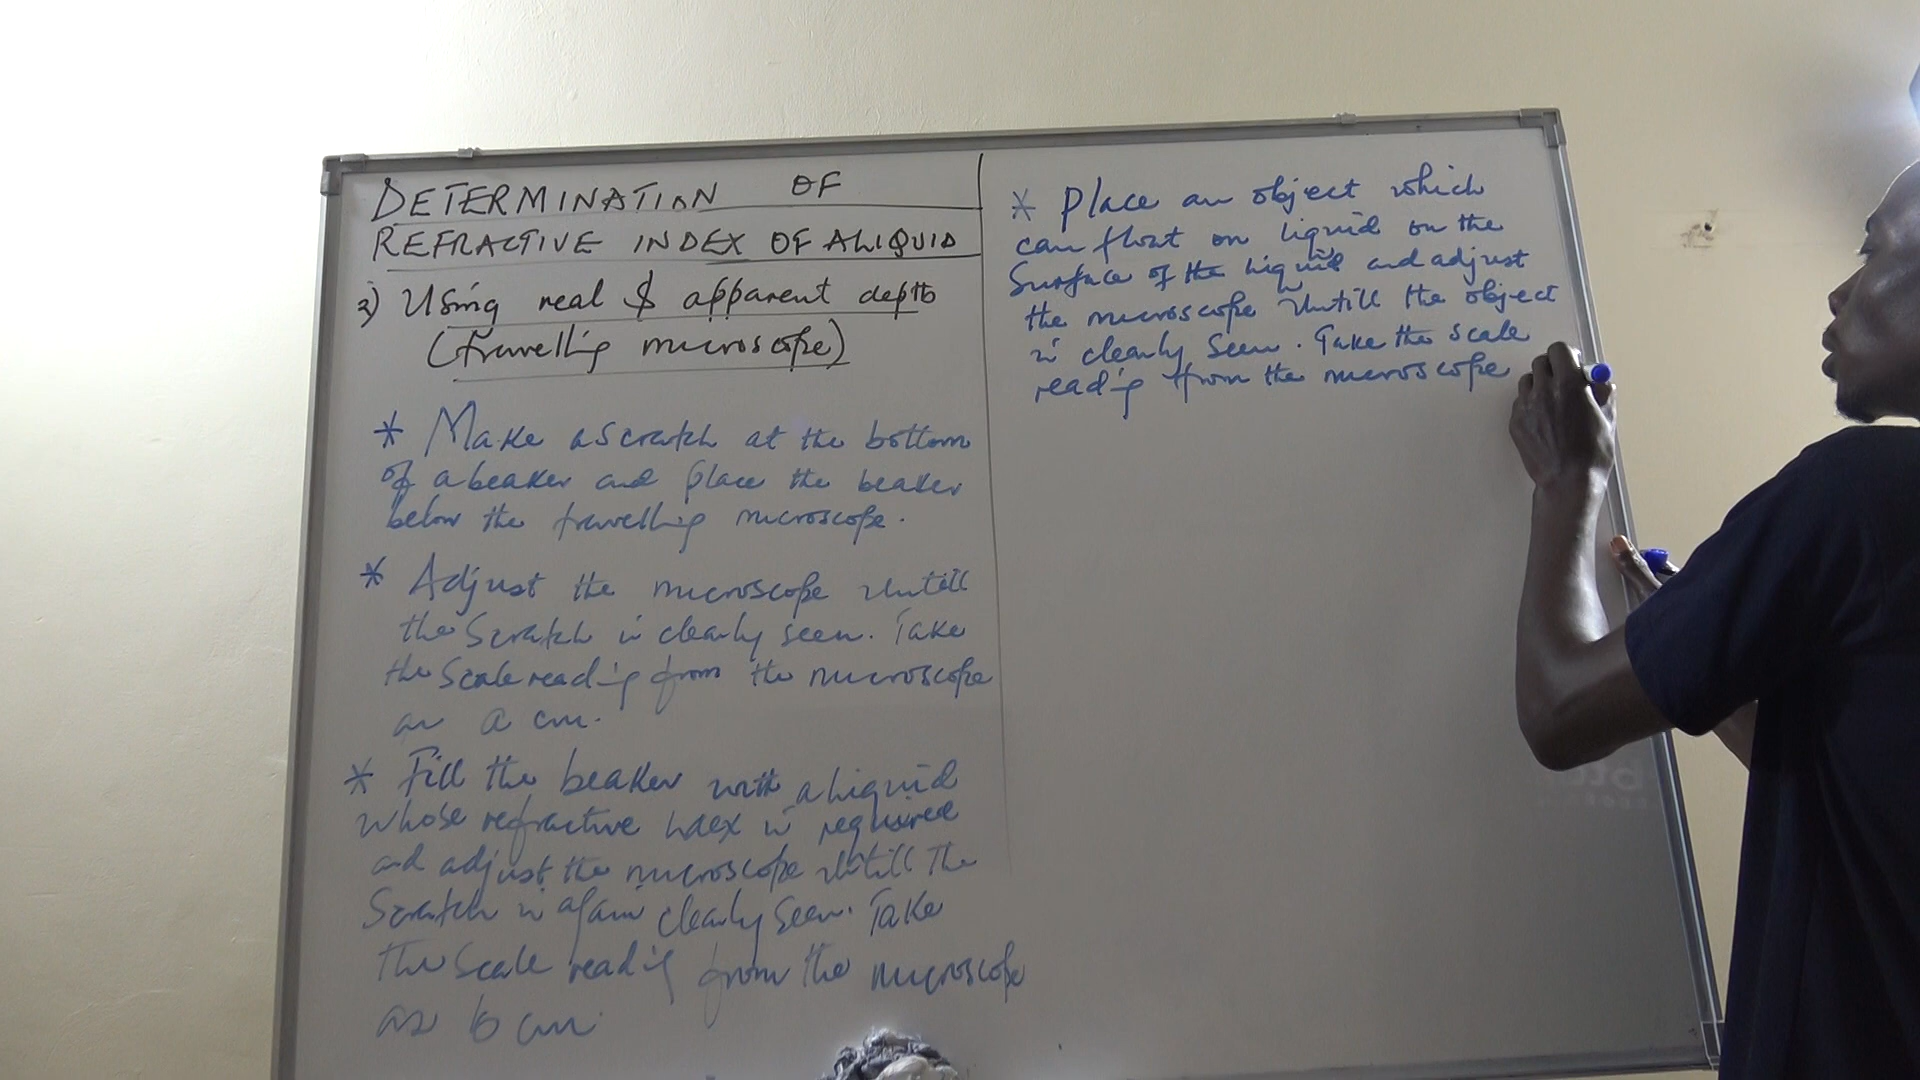 DETERMINATION OF
REFRACTIVE INDEX OF A LIQUID
Using real & apparent depth
(travelling microscope)
* Make a scratch at the bottom
of a beaker and place the beaker
below the travelling microscope.
* Adjust the microscope untill
the scratch is clearly seen. Take
the scale reading from the microscope
as a cm.
* Fill the beaker with a liquid
whose refractive index is required
and adjust the microscope untill the
scratch is again clearly seen. Take
the scale reading from the microscope
as b cm.
* Place an object which
can float on liquid on the
surface of the liquid and adjust
the microscope untill the object
is clearly seen. Take the scale
reading from the microscope